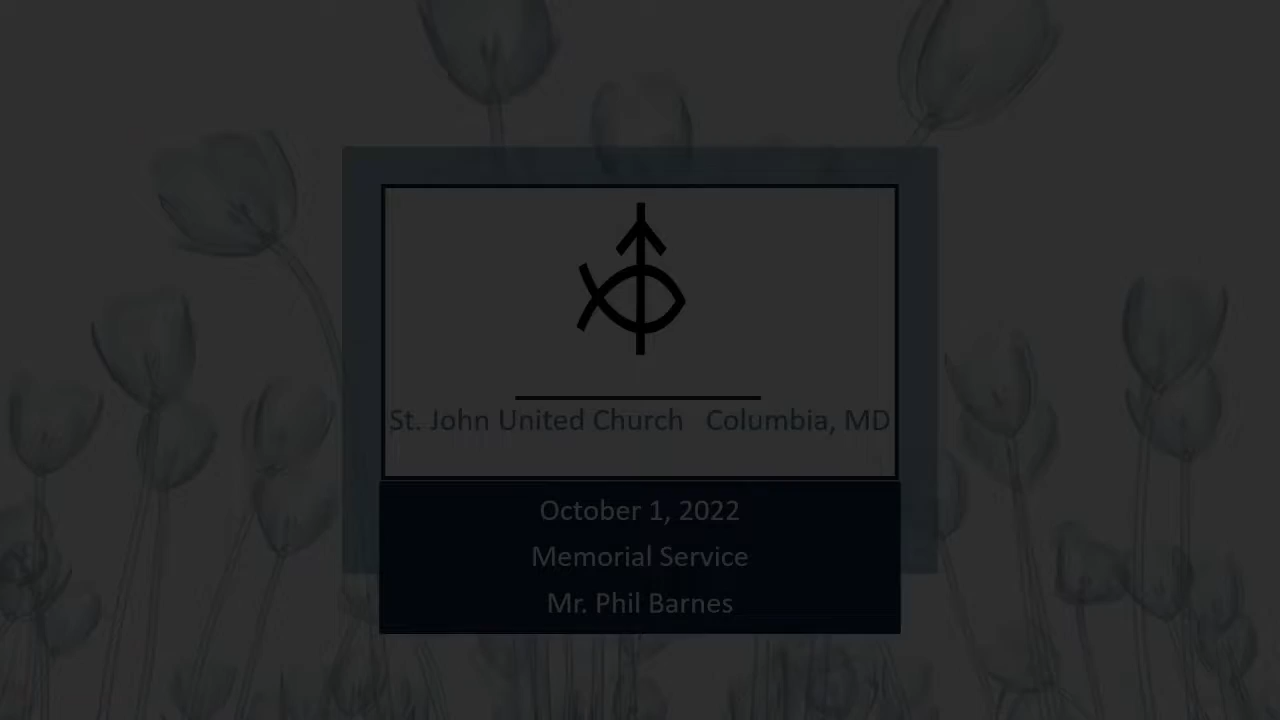 St. John United Church Columbia, MD
October 1, 2022
Memorial Service
Mr. Phil Barnes